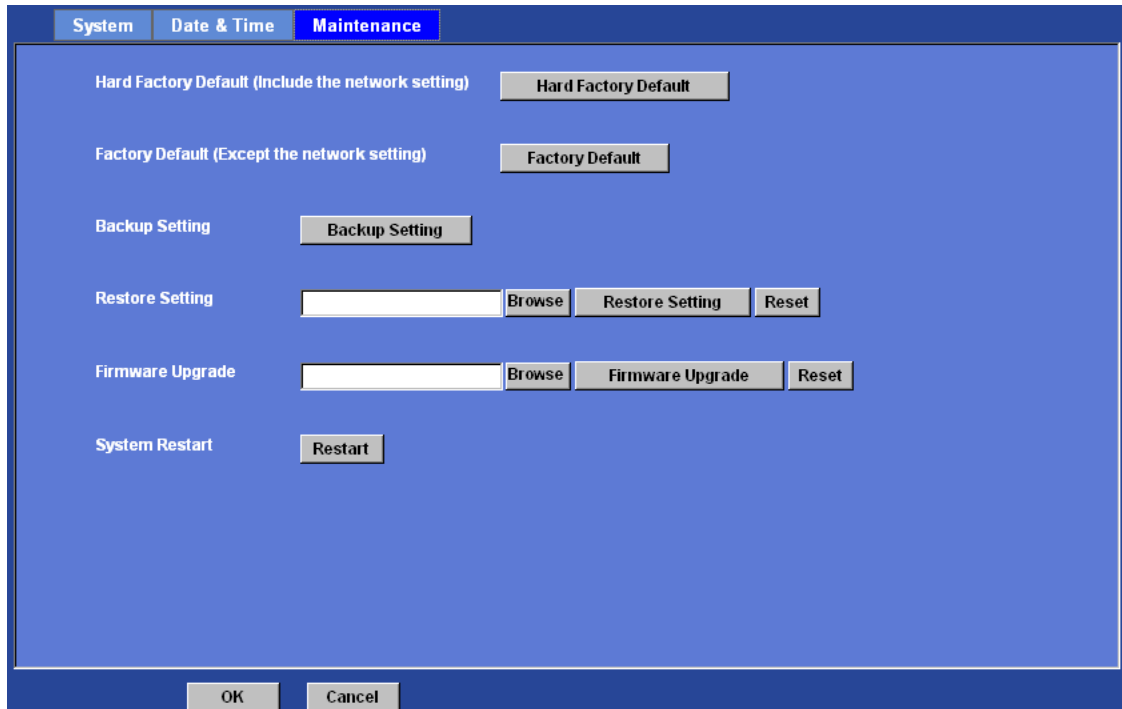 System Date & Time Maintenance
Hard Factory Default (Include the network setting) Hard Factory Default
Factory Default (Except the network setting) Factory Default
Backup Setting Backup Setting
Restore Setting Browse Restore Setting Reset
Firmware Upgrade Browse Firmware Upgrade Reset
System Restart Restart
OK Cancel